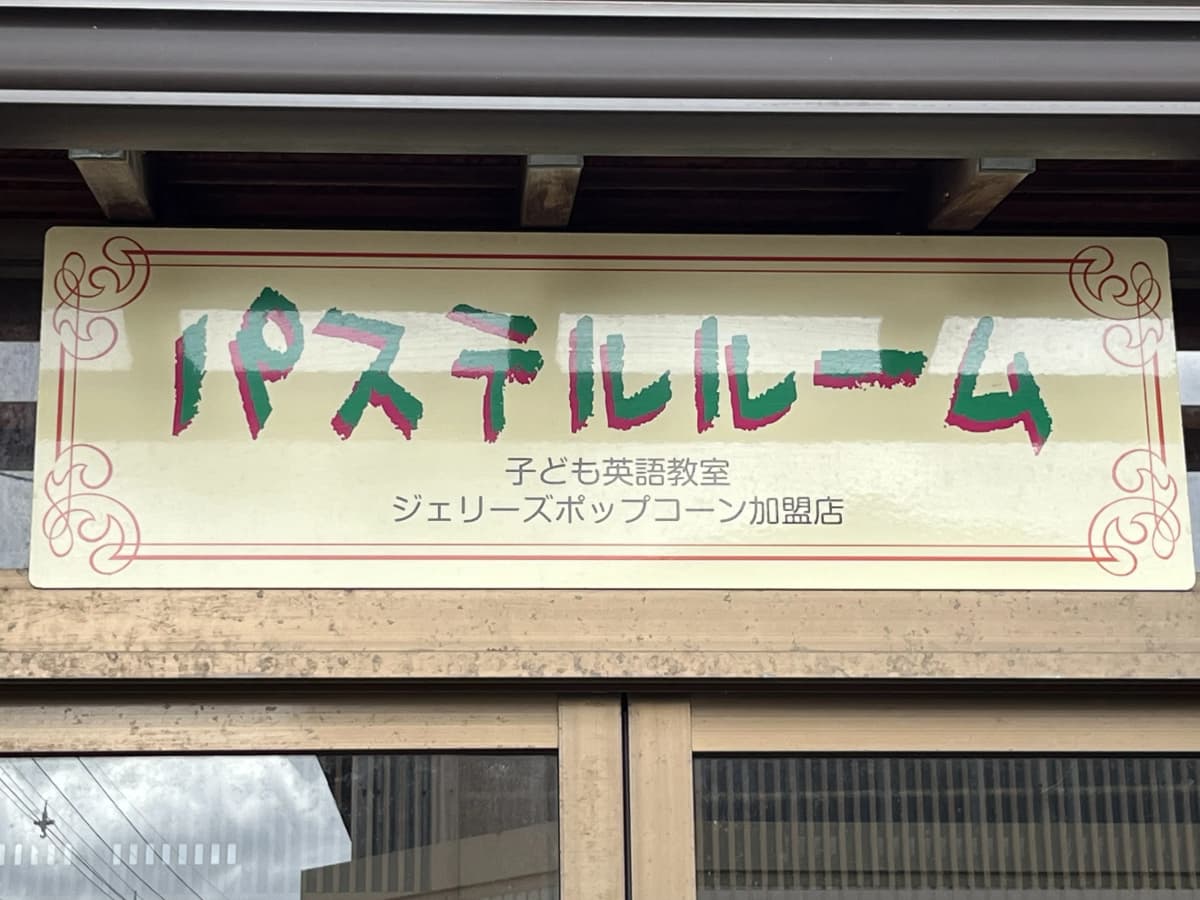 パステルルーム
子ども英語教室
ジェリーズポップコーン加盟店